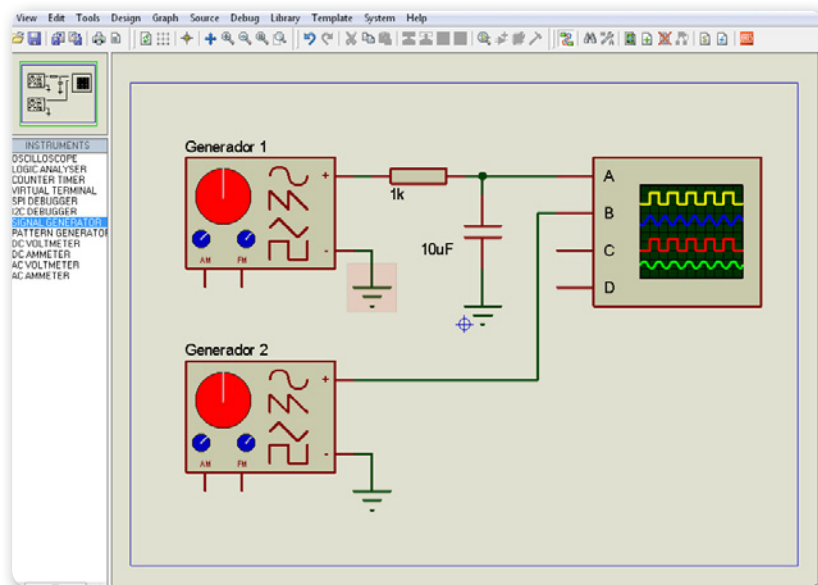 View Edit Tools Design Graph Source Debug Library Template System Help
INSTRUMENTS
OSCILLOSCOPE
LOGIC ANALYSER
COUNTER TIMER
VIRTUAL TERMINAL
SPI DEBUGGER
I2C DEBUGGER
SIGNAL GENERATOR
PATTERN GENERATOR
DC VOLTMETER
DC AMMETER
AC VOLTMETER
AC AMMETER
Generador 1
+
-
AM FM
1k
10uF
A
B
C
D
Generador 2
+
-
AM FM